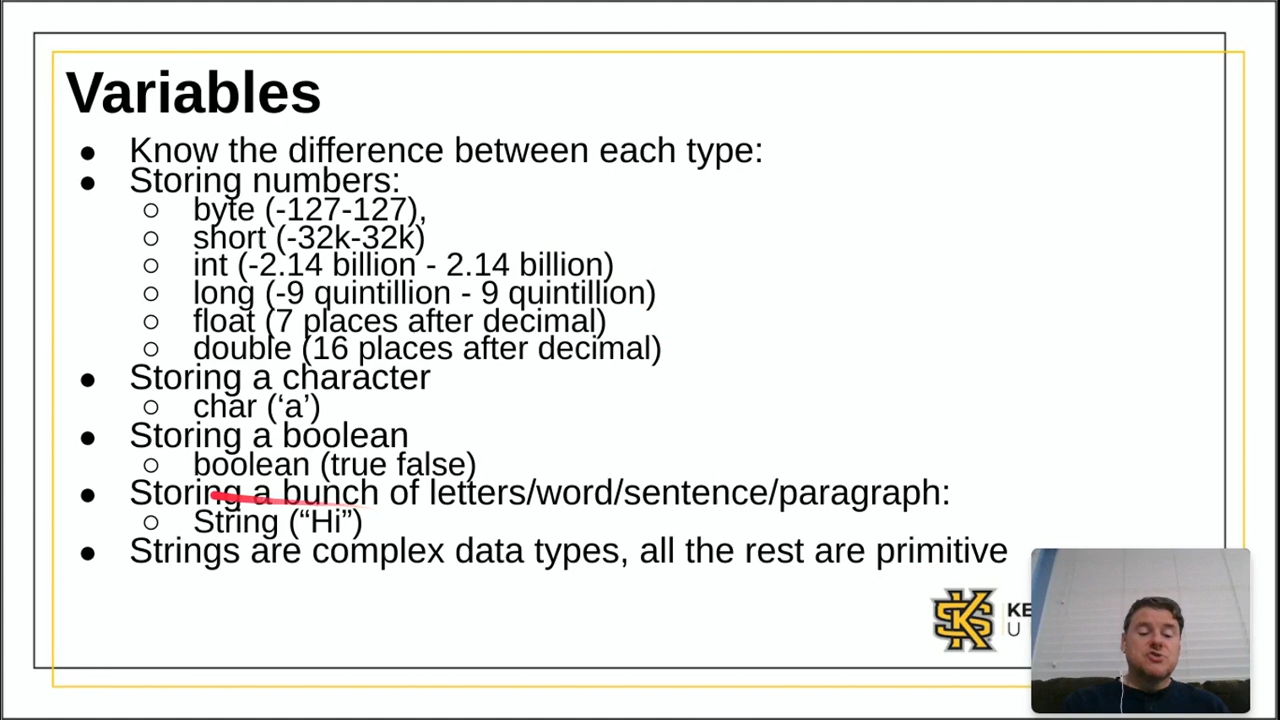 Variables
● Know the difference between each type:
● Storing numbers:
○ byte (-127-127),
○ short (-32k-32k)
○ int (-2.14 billion - 2.14 billion)
○ long (-9 quintillion - 9 quintillion)
○ float (7 places after decimal)
○ double (16 places after decimal)
● Storing a character
○ char (‘a’)
● Storing a boolean
○ boolean (true false)
● Storing a bunch of letters/word/sentence/paragraph:
○ String (“Hi”)
● Strings are complex data types, all the rest are primitive
KS
KE
U